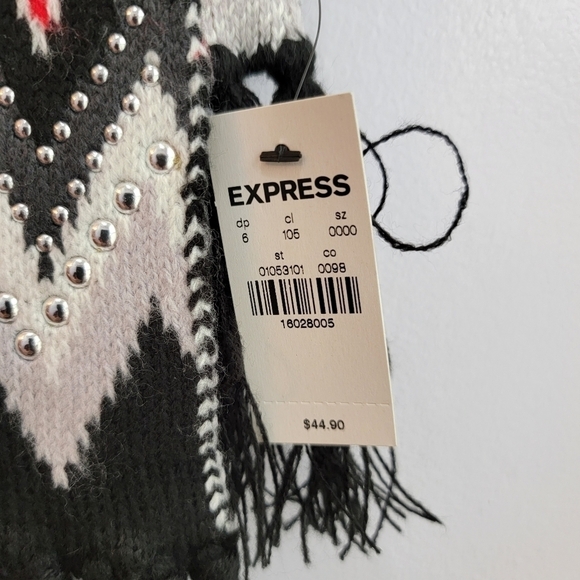 EXPRESS
dp cl sz
6 105 0000
st co
01053101 0098
16028005
$44.90